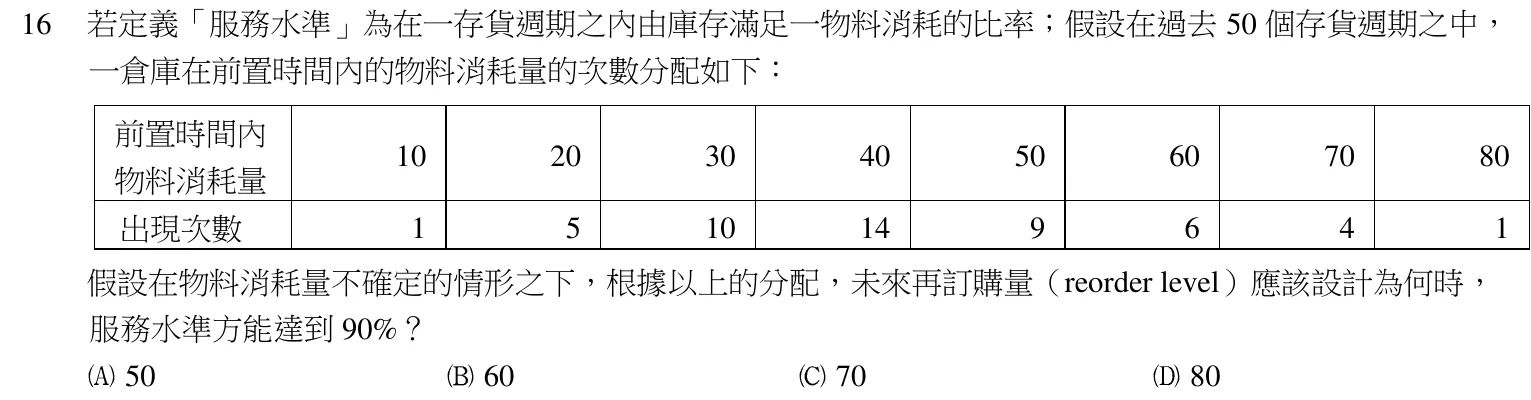 16 若定義「服務水準」為在一存貨週期之內由庫存滿足一物料消耗的比率；假設在過去 50 個存貨週期之中，
一倉庫在前置時間內的物料消耗量的次數分配如下：
前置時間內
物料消耗量 10 20 30 40 50 60 70 80
出現次數 1 5 10 14 9 6 4 1
假設在物料消耗量不確定的情形之下，根據以上的分配，未來再訂購量（reorder level）應該設計為何時，
服務水準方能達到 90%？
(A) 50 (B) 60 (C) 70 (D) 80